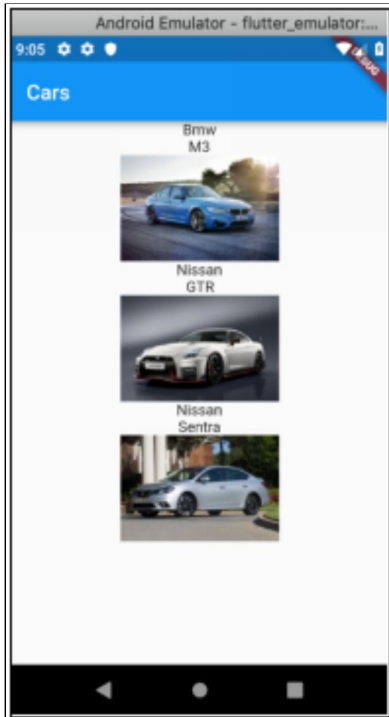 Android Emulator - flutter_emulator:...
9:05
DEBUG
Cars
Bmw
M3
Nissan
GTR
Nissan
Sentra